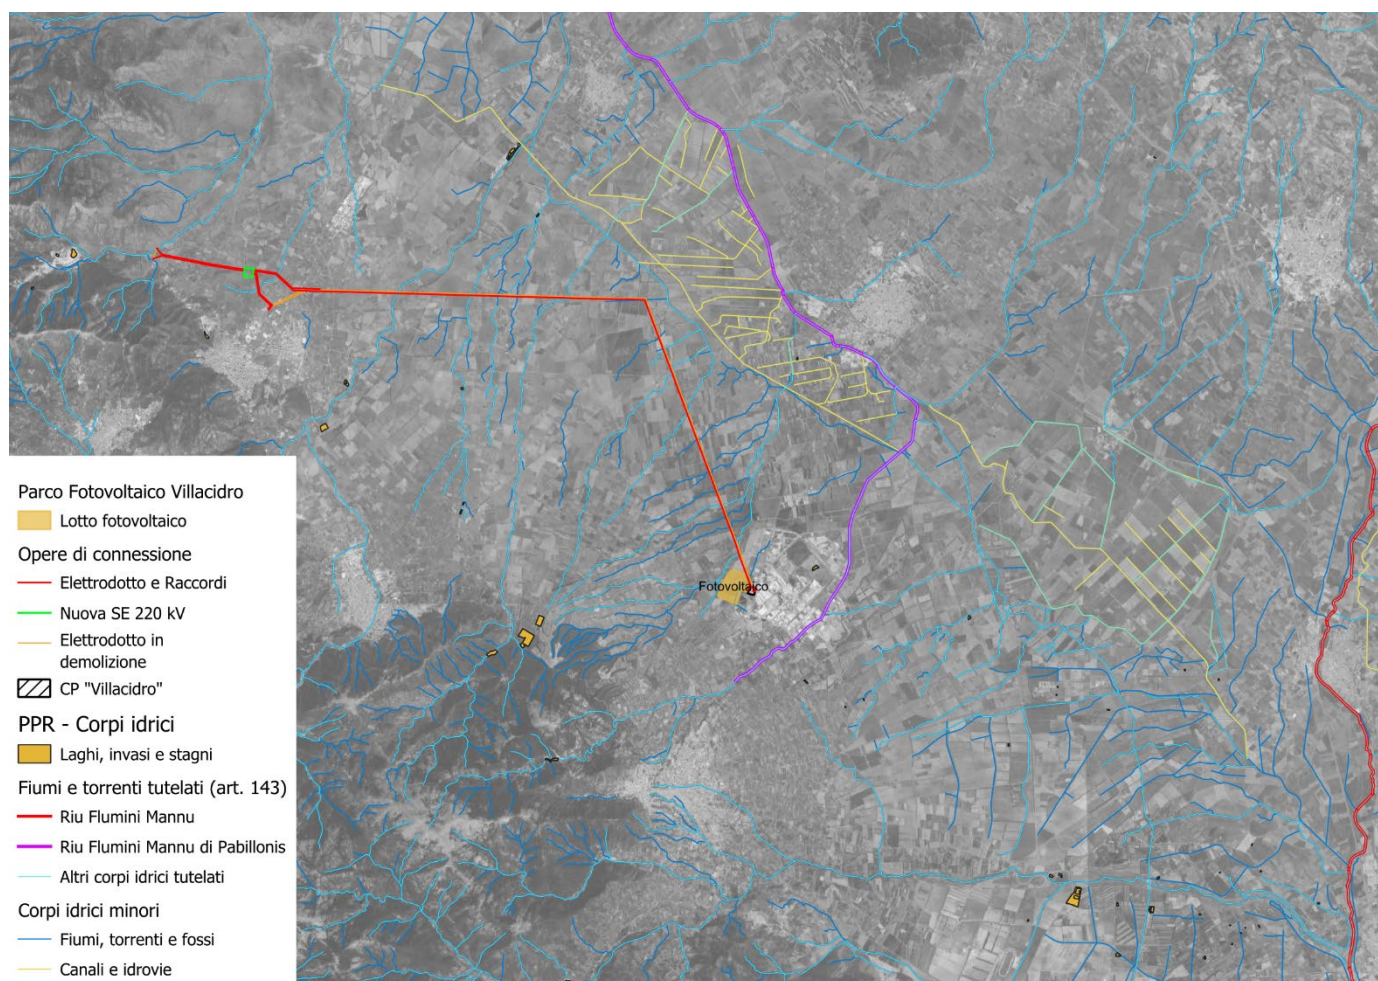 Fotovoltaico
Parco Fotovoltaico Villacidro
Lotto fotovoltaico
Opere di connessione
Elettrodotto e Raccordi
Nuova SE 220 kV
Elettrodotto in
demolizione
CP "Villacidro"
PPR - Corpi idrici
Laghi, invasi e stagni
Fiumi e torrenti tutelati (art. 143)
Riu Flumini Mannu
Riu Flumini Mannu di Pabillonis
Altri corpi idrici tutelati
Corpi idrici minori
Fiumi, torrenti e fossi
Canali e idrovie